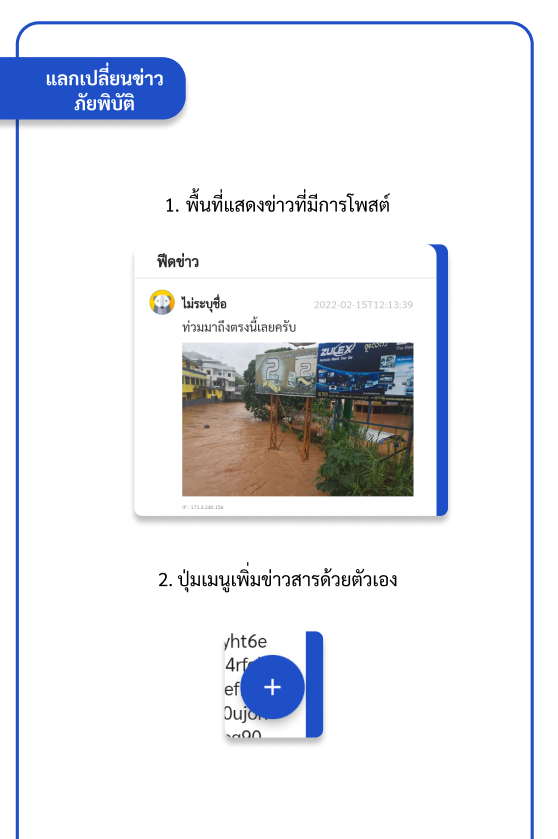 แลกเปลี่ยนข่าว
ภัยพิบัติ
1. พื้นที่แสดงข่าวที่มีการโพสต์
ฟีดข่าว
ไม่ระบุชื่อ
2022-02-15T12:13:39
ท่วมมาถึงตรงนี้เลยครับ
ZULEX
IP : 171.4.240.156
2. ปุ่มเมนูเพิ่มข่าวสารด้วยตัวเอง
yht6e
4rf
ef
0uj
+